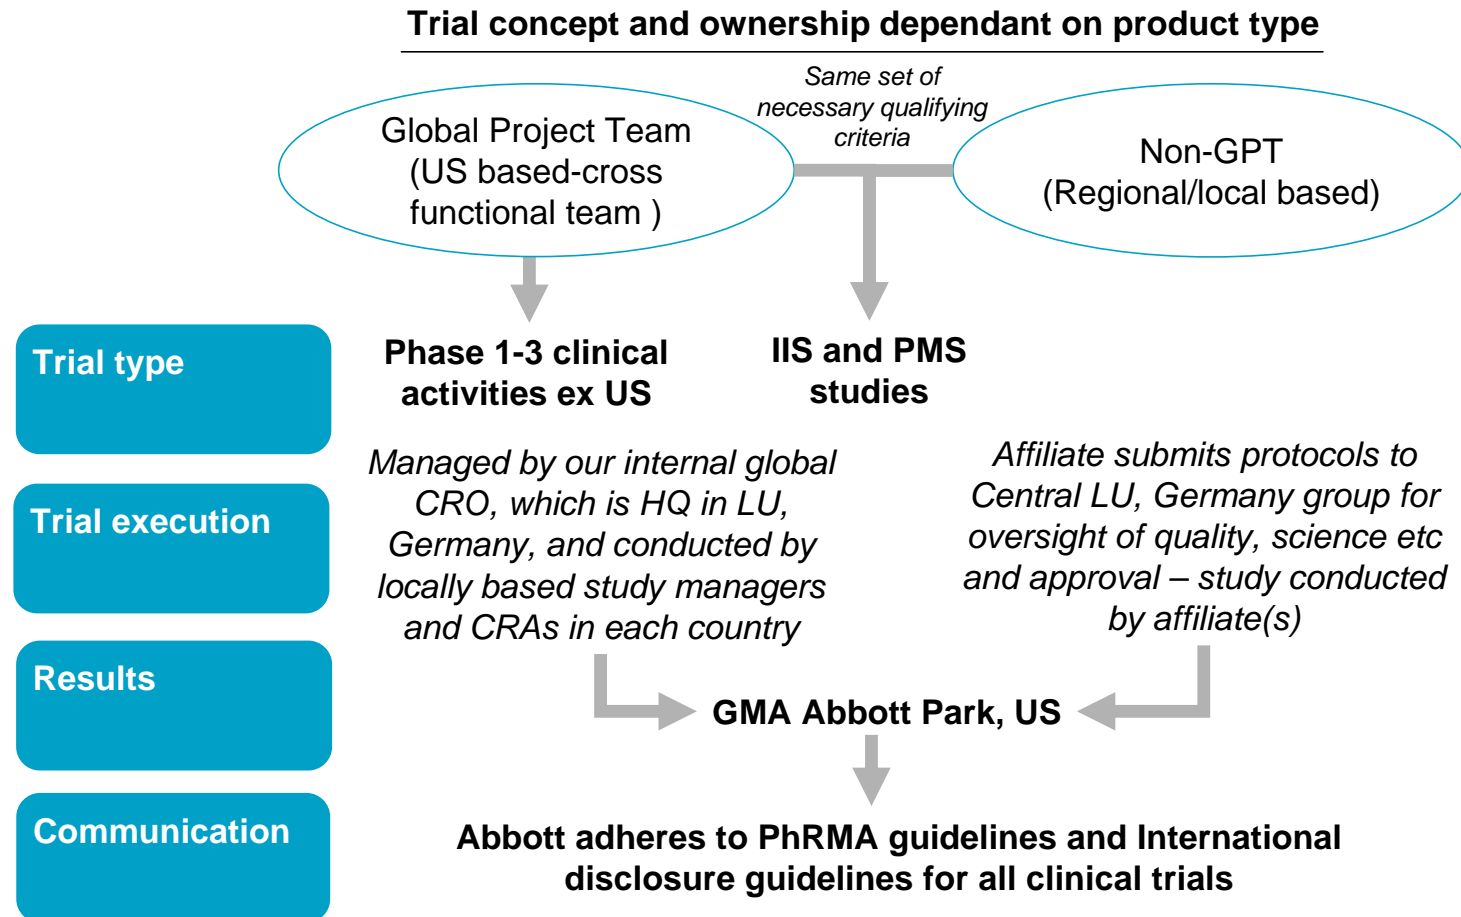 Trial concept and ownership dependant on product type
Same set of
necessary qualifying
criteria
Global Project Team
(US based-cross
functional team )
Non-GPT
(Regional/local based)
Trial type
Phase 1-3 clinical
activities ex US
IIS and PMS
studies
Trial execution
Managed by our internal global
CRO, which is HQ in LU,
Germany, and conducted by
locally based study managers
and CRAs in each country
Affiliate submits protocols to
Central LU, Germany group for
oversight of quality, science etc
and approval – study conducted
by affiliate(s)
Results
GMA Abbott Park, US
Communication
Abbott adheres to PhRMA guidelines and International
disclosure guidelines for all clinical trials